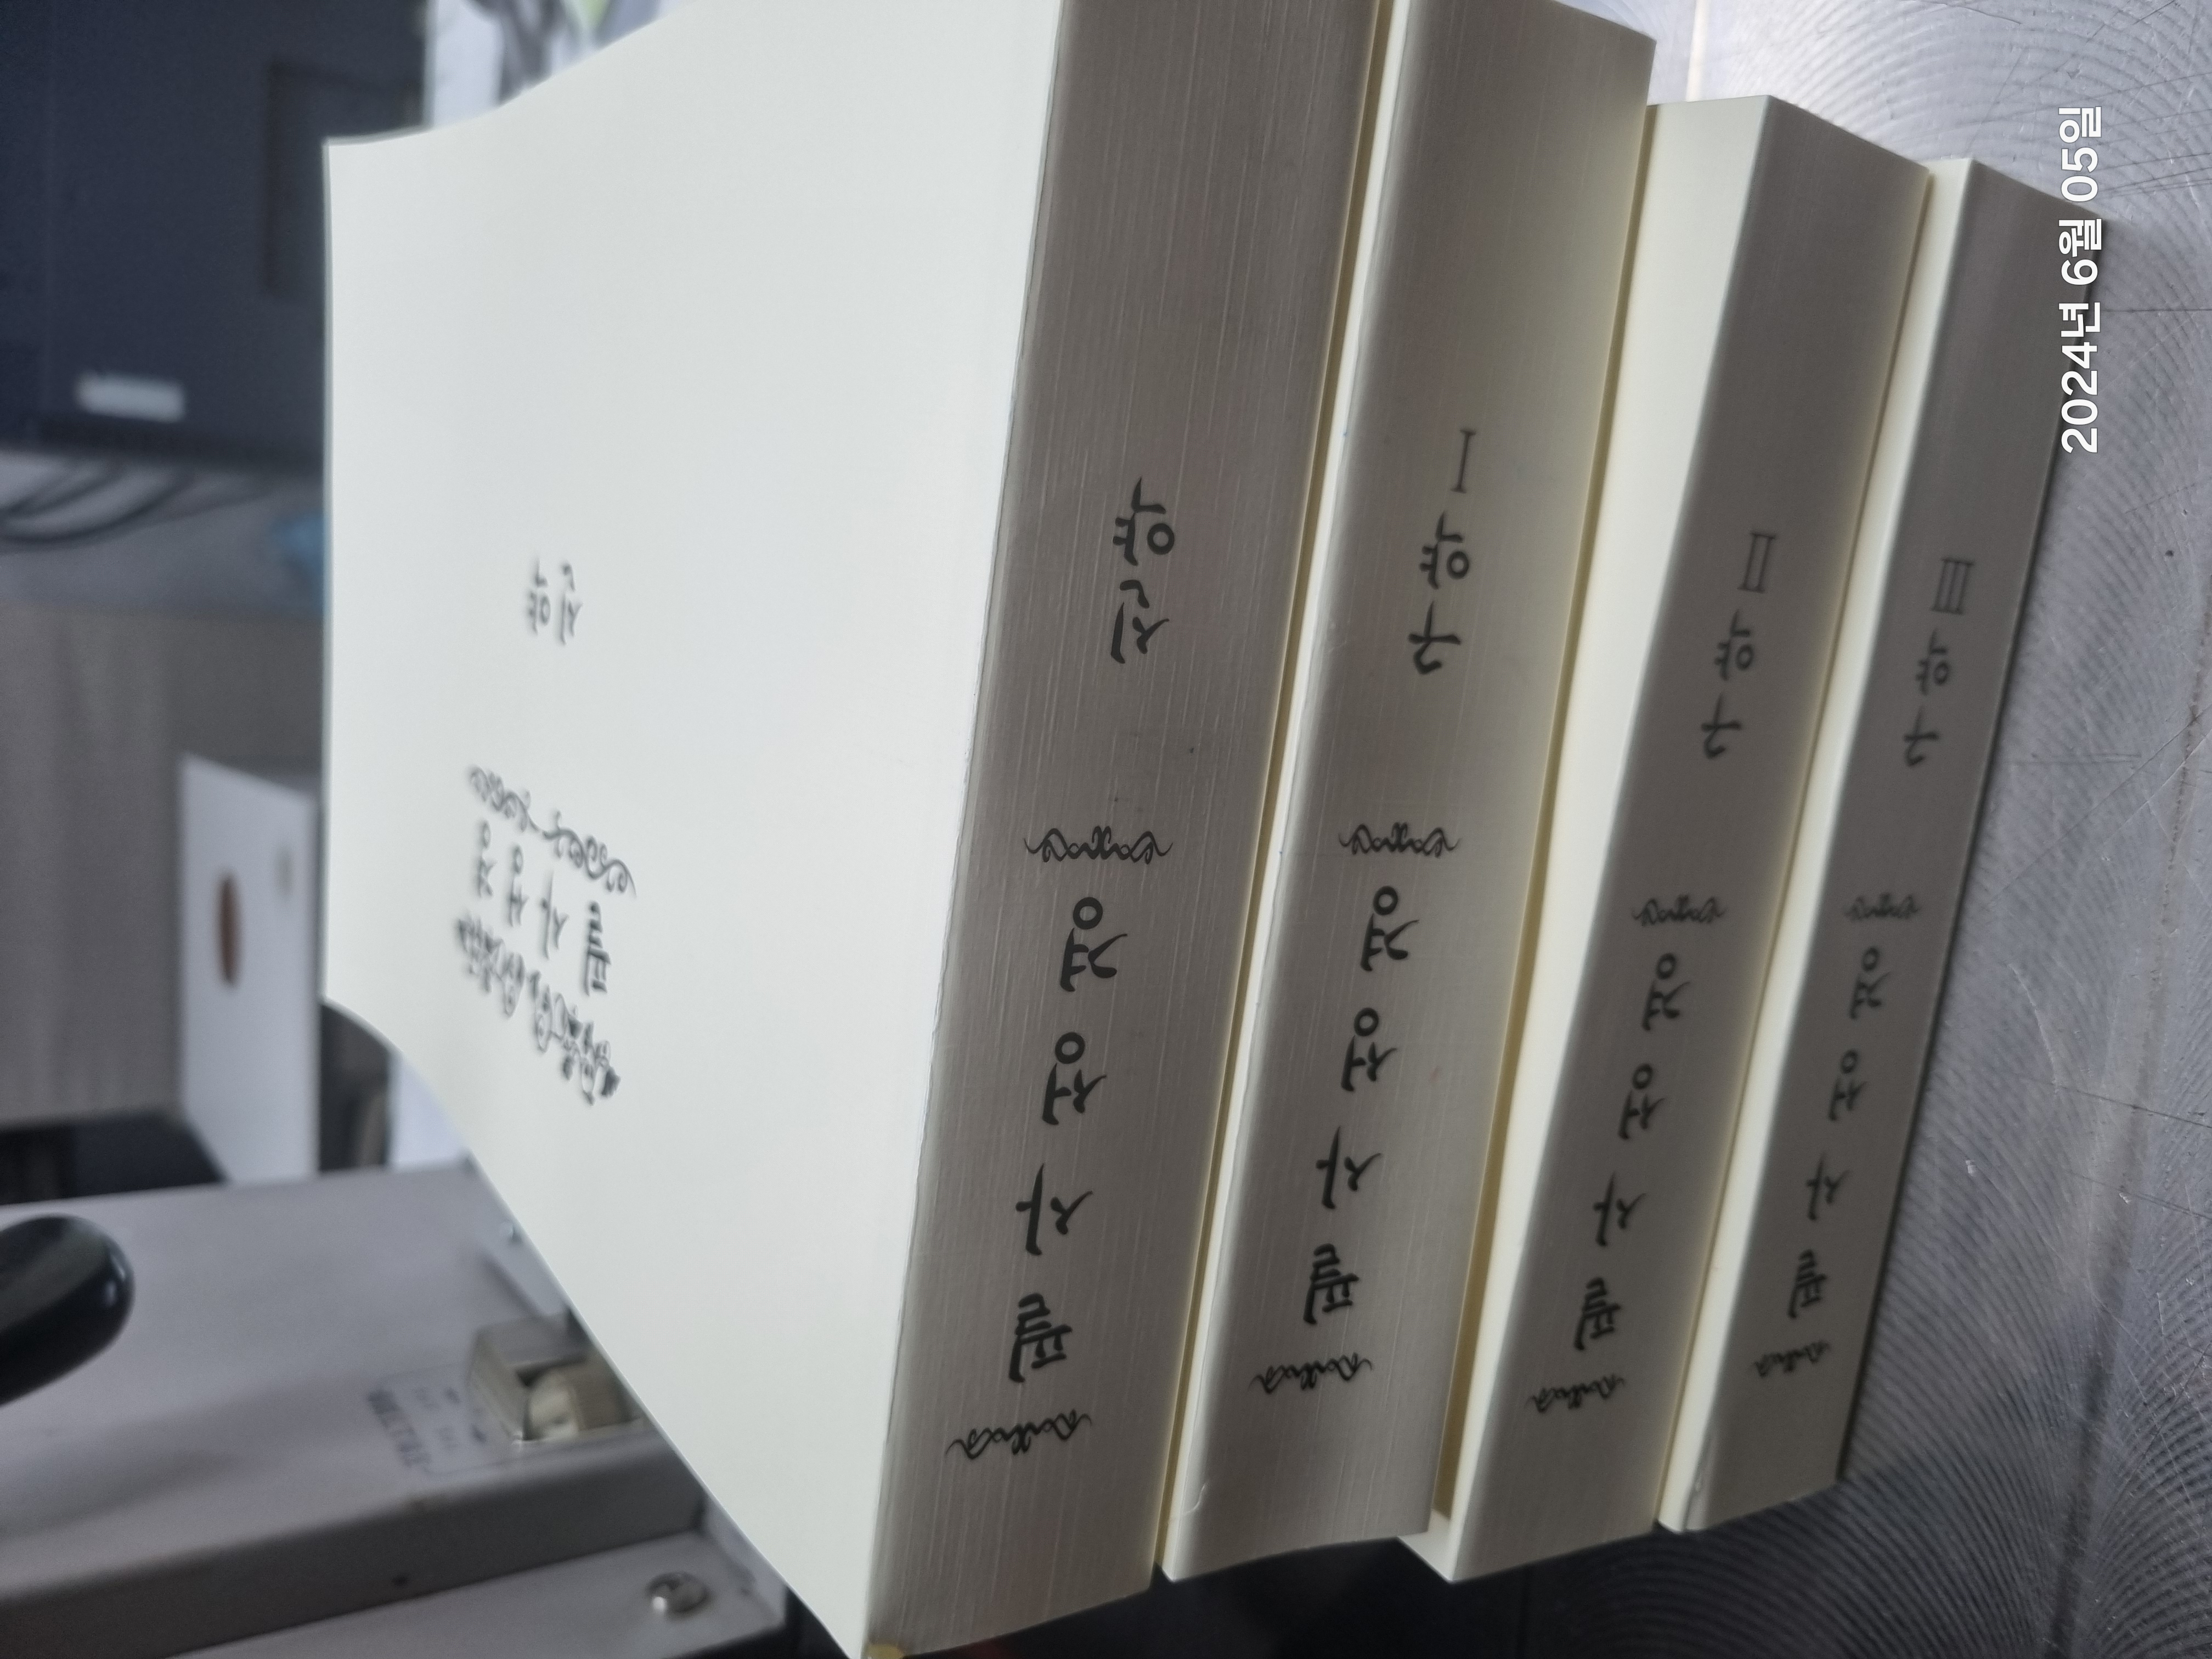 필사성경
신약
필사성경 신약
필사성경 구약 Ⅰ
필사성경 구약 Ⅱ
필사성경 구약 Ⅲ
2024년 6월 05일